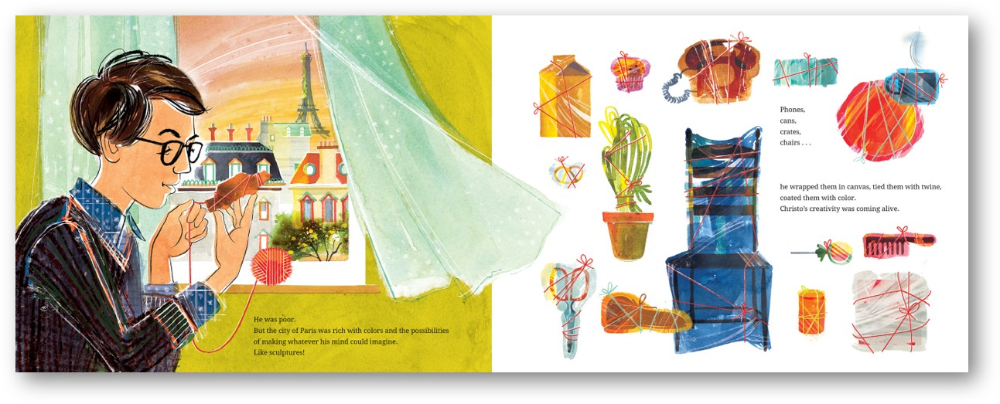 He was poor.
But the city of Paris was rich with colors and the possibilities
of making whatever his mind could imagine.
Like sculptures!
Phones,
cans,
crates,
chairs . . .
he wrapped them in canvas, tied them with twine,
coated them with color.
Christo's creativity was coming alive.